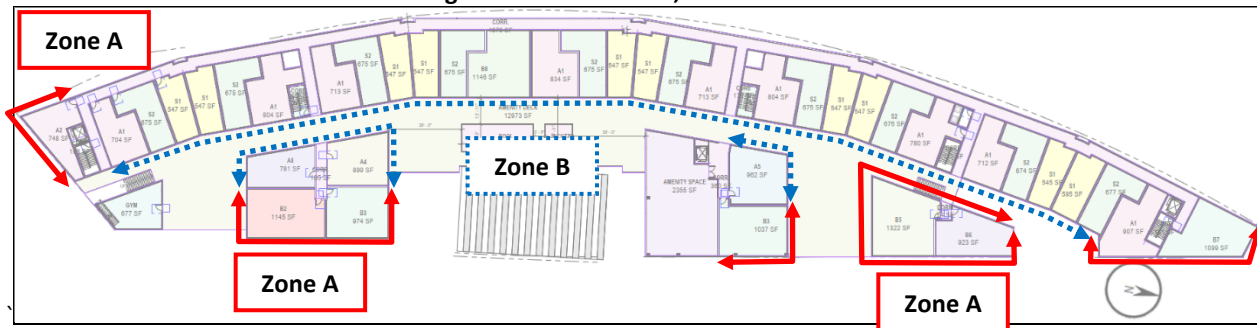 Zone A
CORR.
S2
675 SF
S1
547 SF
S1
547 SF
S2
675 SF
B8
1146 SF
A1
834 SF
S2
675 SF
S1
547 SF
S1
547 SF
S2
675 SF
A1
713 SF
A1
713 SF
A1
804 SF
S2
675 SF
S1
547 SF
S1
547 SF
S2
675 SF
A1
704 SF
A2
748 SF
A1
804 SF
S2
675 SF
S1
547 SF
S1
547 SF
S2
676 SF
A1
780 SF
A1
712 SF
S2
674 SF
S1
545 SF
S1
585 SF
S2
677 SF
A1
907 SF
B7
1099 SF
AMENITY DECK
12973 SF
Zone B
A3
781 SF
A4
899 SF
B2
1145 SF
B3
974 SF
GYM
677 SF
AMENITY SPACE
2355 SF
CORR.
A5
962 SF
B3
1037 SF
B5
1322 SF
B6
923 SF
Zone A
Zone A
N